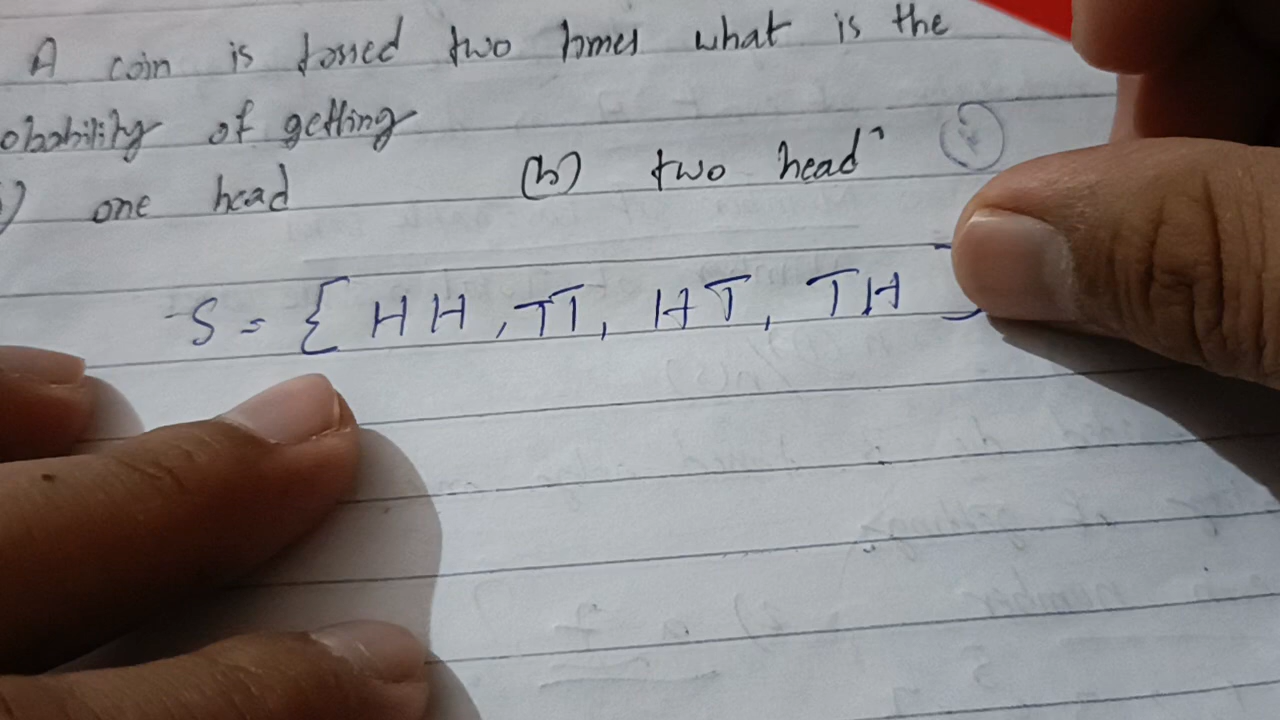 A coin is tossed two times what is the
obability of getting
) one head (b) two head
S = { HH , TT, HT, TH